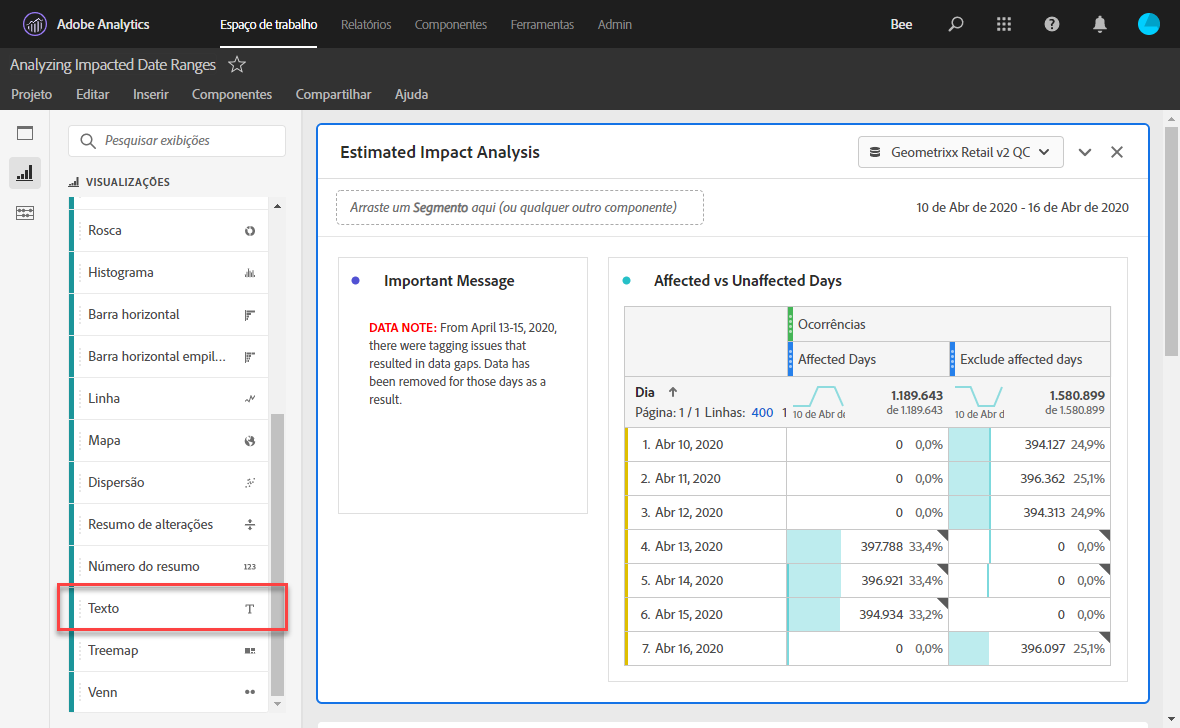 Adobe Analytics
Espaço de trabalho
Relatórios
Componentes
Ferramentas
Admin
Bee
Analyzing Impacted Date Ranges
Projeto
Editar
Inserir
Componentes
Compartilhar
Ajuda
Pesquisar exibições
VISUALIZAÇÕES
Rosca
Histograma
Barra horizontal
Barra horizontal empil...
Linha
Mapa
Dispersão
Resumo de alterações
Número do resumo 123
Texto T
Treemap
Venn
Estimated Impact Analysis
Geometrixx Retail v2 QC
Arraste um Segmento aqui (ou qualquer outro componente)
10 de Abr de 2020 - 16 de Abr de 2020
Important Message
DATA NOTE: From April 13-15, 2020,
there were tagging issues that
resulted in data gaps. Data has
been removed for those days as a
result.
Affected vs Unaffected Days
Ocorrências
Affected Days Exclude affected days
Dia ↑ 1.189.643 1.580.899
Página: 1 / 1 Linhas: 400 1 10 de Abr de de 1.189.643 10 de Abr d de 1.580.899
1. Abr 10, 2020 0 0,0% 394.127 24,9%
2. Abr 11, 2020 0 0,0% 396.362 25,1%
3. Abr 12, 2020 0 0,0% 394.313 24,9%
4. Abr 13, 2020 397.788 33,4% 0 0,0%
5. Abr 14, 2020 396.921 33,4% 0 0,0%
6. Abr 15, 2020 394.934 33,2% 0 0,0%
7. Abr 16, 2020 0 0,0% 396.097 25,1%